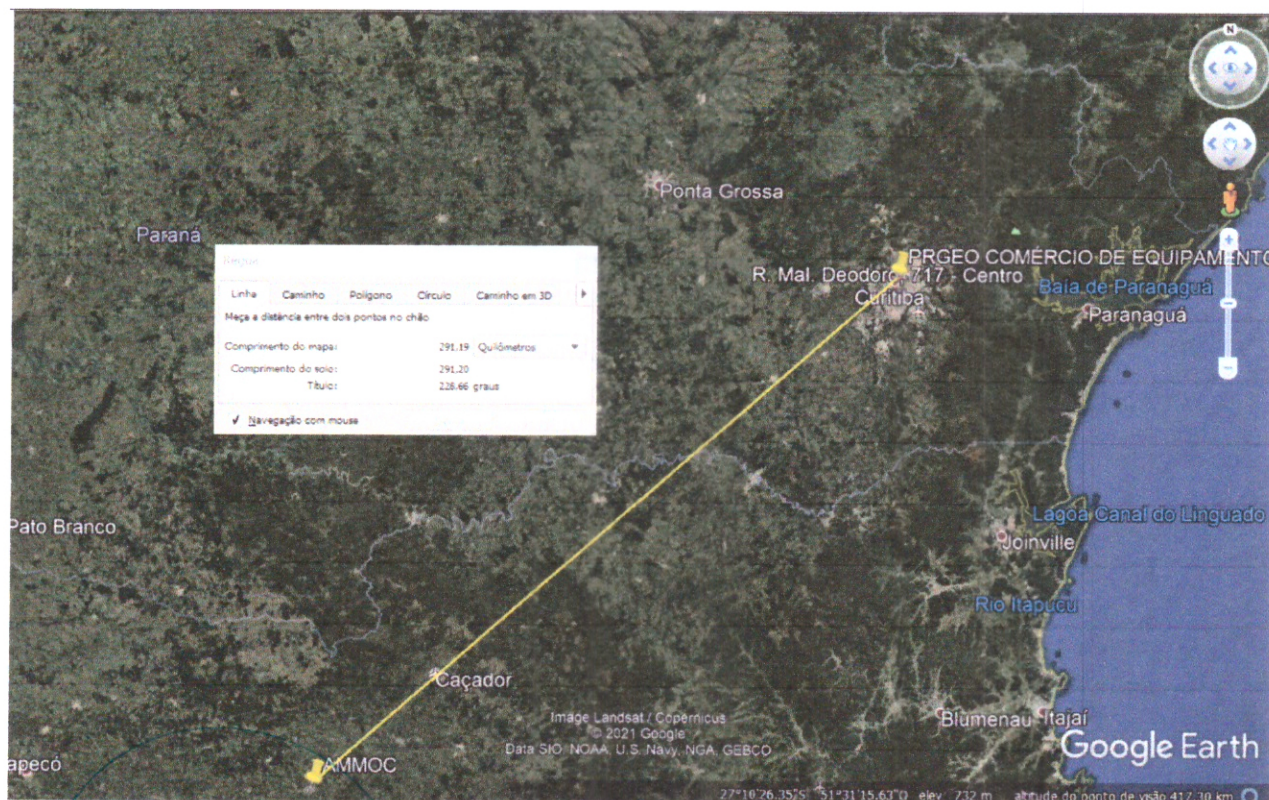 N
Ponta Grossa
Paraná
PRGEO COMÉRCIO DE EQUIPAMENTO
R. Mal. Deodoro, 717 - Centro
Curitiba
Baía de Paranaguá
Paranaguá
Régua
Linha Caminho Polígono Círculo Caminho em 3D
Meça a distância entre dois pontos no chão
Comprimento do mapa: 291,19 Quilômetros
Comprimento do solo: 291,20
Título: 228,66 graus
✓ Navegação com mouse
Pato Branco
Lagoa Canal do Linguado
Joinville
Rio Itapucu
Caçador
Blumenau
Itajaí
Image Landsat / Copernicus
© 2021 Google
Data SIO, NOAA, U.S. Navy, NGA, GEBCO
Google Earth
apecó
AMMOC
27°10'26.35"S 51°31'15.63"O elev 732 m altitude do ponto de visão 417.30 km